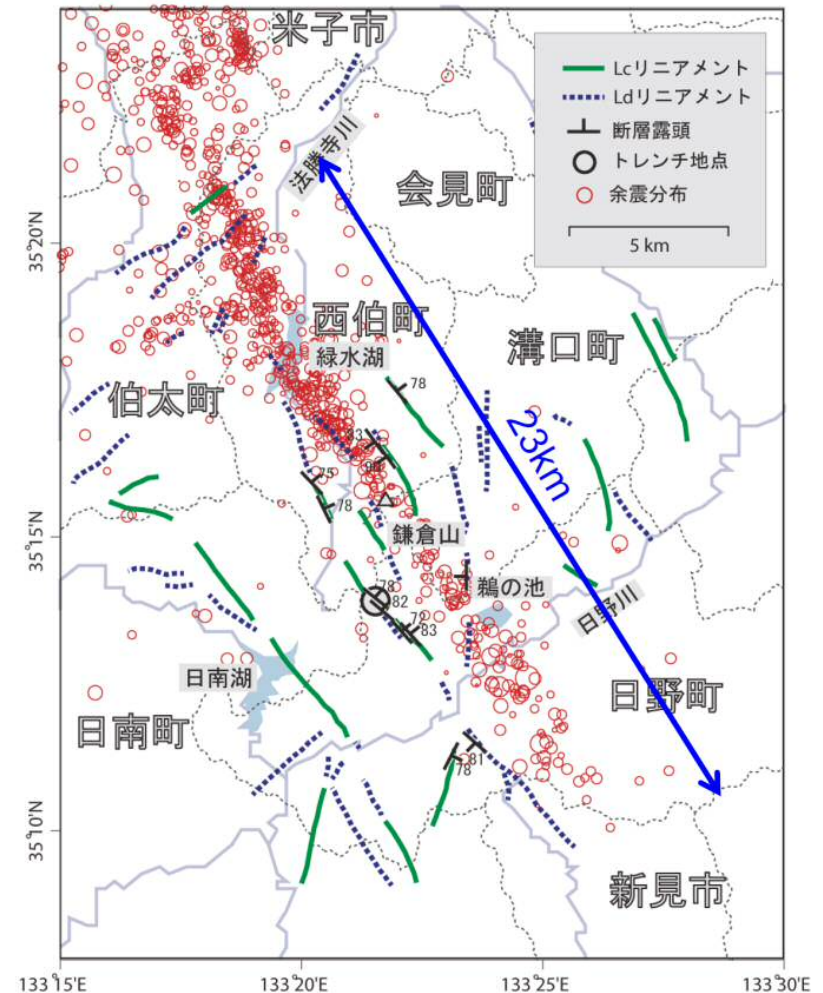 米子市
Lcリニアメント
Ldリニアメント
断層露頭
トレンチ地点
余震分布
5 km
法勝寺川
会見町
35°20'N
西伯町
緑水湖
溝口町
伯太町
78
23km
83
90
75
78
35°15'N
鎌倉山
78
82
鵜の池
日野川
72
83
日南湖
日野町
日南町
81
78
35°10'N
新見市
133°15'E
133°20'E
133°25'E
133°30'E